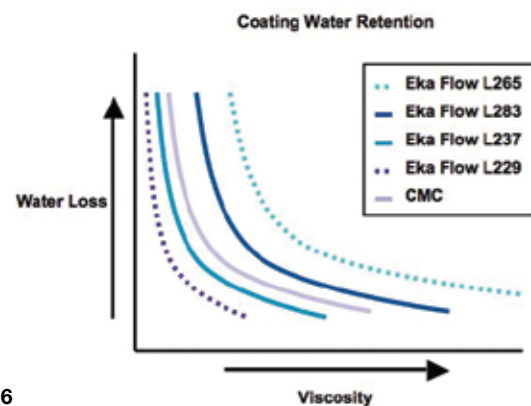 Coating Water Retention
Eka Flow L265
Eka Flow L283
Eka Flow L237
Eka Flow L229
CMC
Water Loss
6
Viscosity